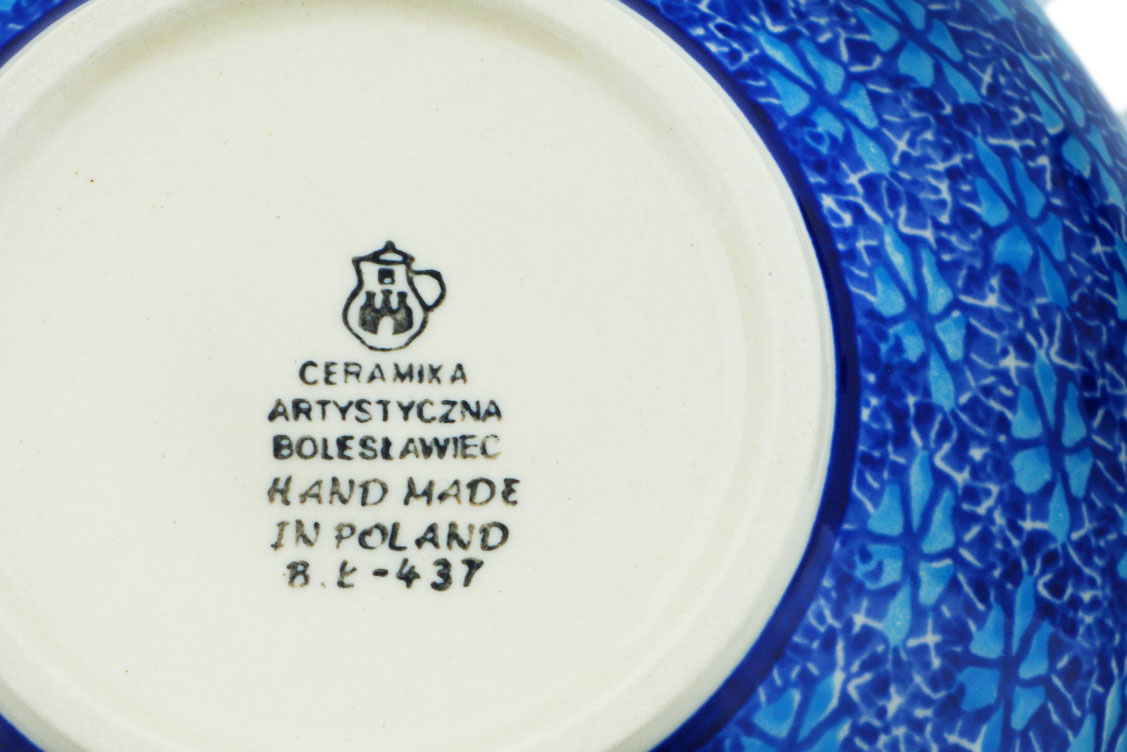 CERAMIKA
ARTYSTYCZNA
BOLESŁAWIEC
HAND MADE
IN POLAND
B.Ł-437